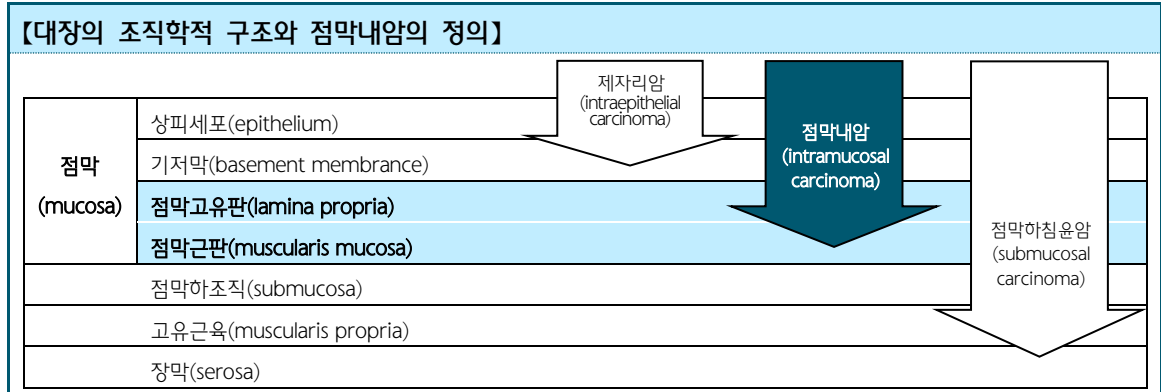 【대장의 조직학적 구조와 점막내암의 정의】
제자리암
(intraepithelial
carcinoma)
점막내암
(intramucosal
carcinoma)
점막하침윤암
(submucosal
carcinoma)
점막
(mucosa)
상피세포(epithelium)
기저막(basement membrance)
점막고유판(lamina propria)
점막근판(muscularis mucosa)
점막하조직(submucosa)
고유근육(muscularis propria)
장막(serosa)